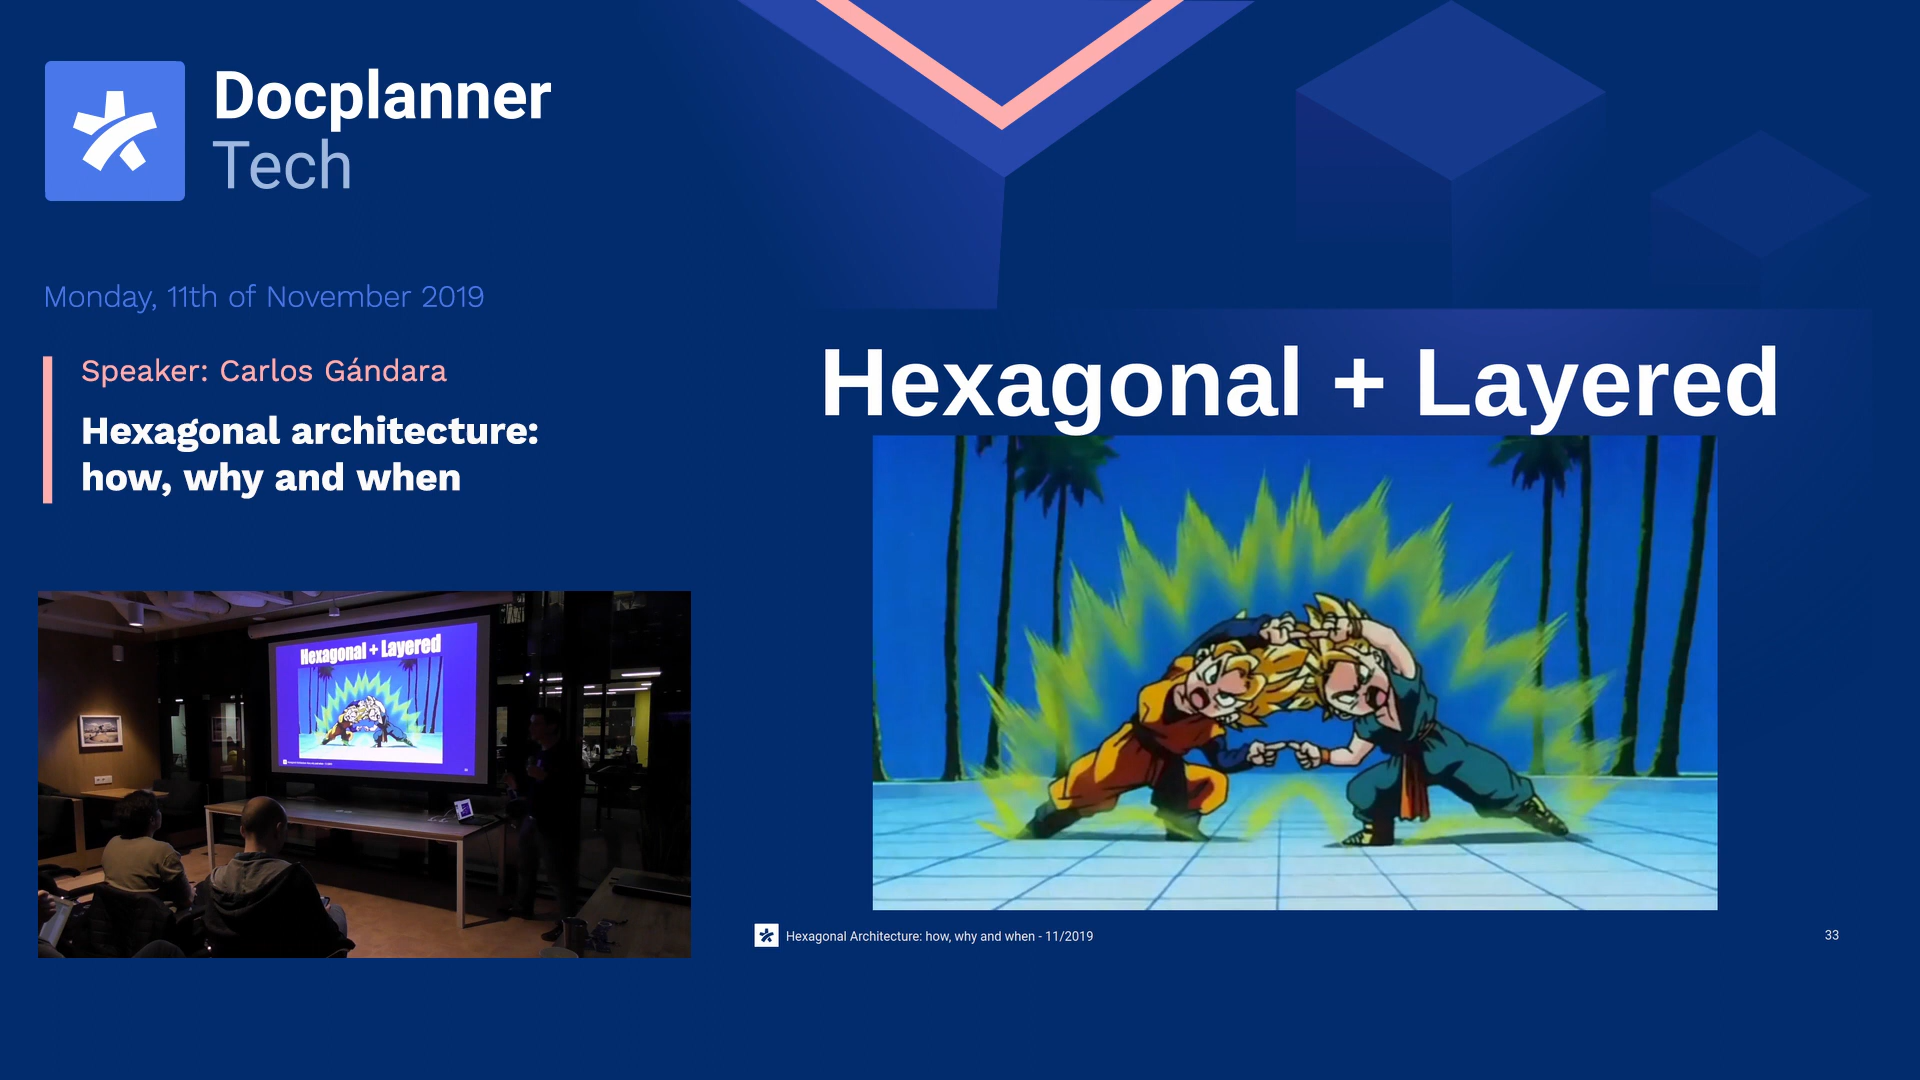 Docplanner
Tech
Monday, 11th of November 2019
Speaker: Carlos Gándara
Hexagonal architecture:
how, why and when
Hexagonal + Layered
Hexagonal + Layered
Hexagonal Architecture: how, why and when - 11/2019
33